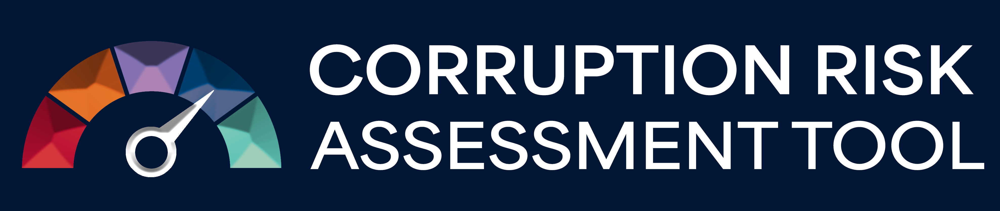 CORRUPTION RISK
ASSESSMENT TOOL